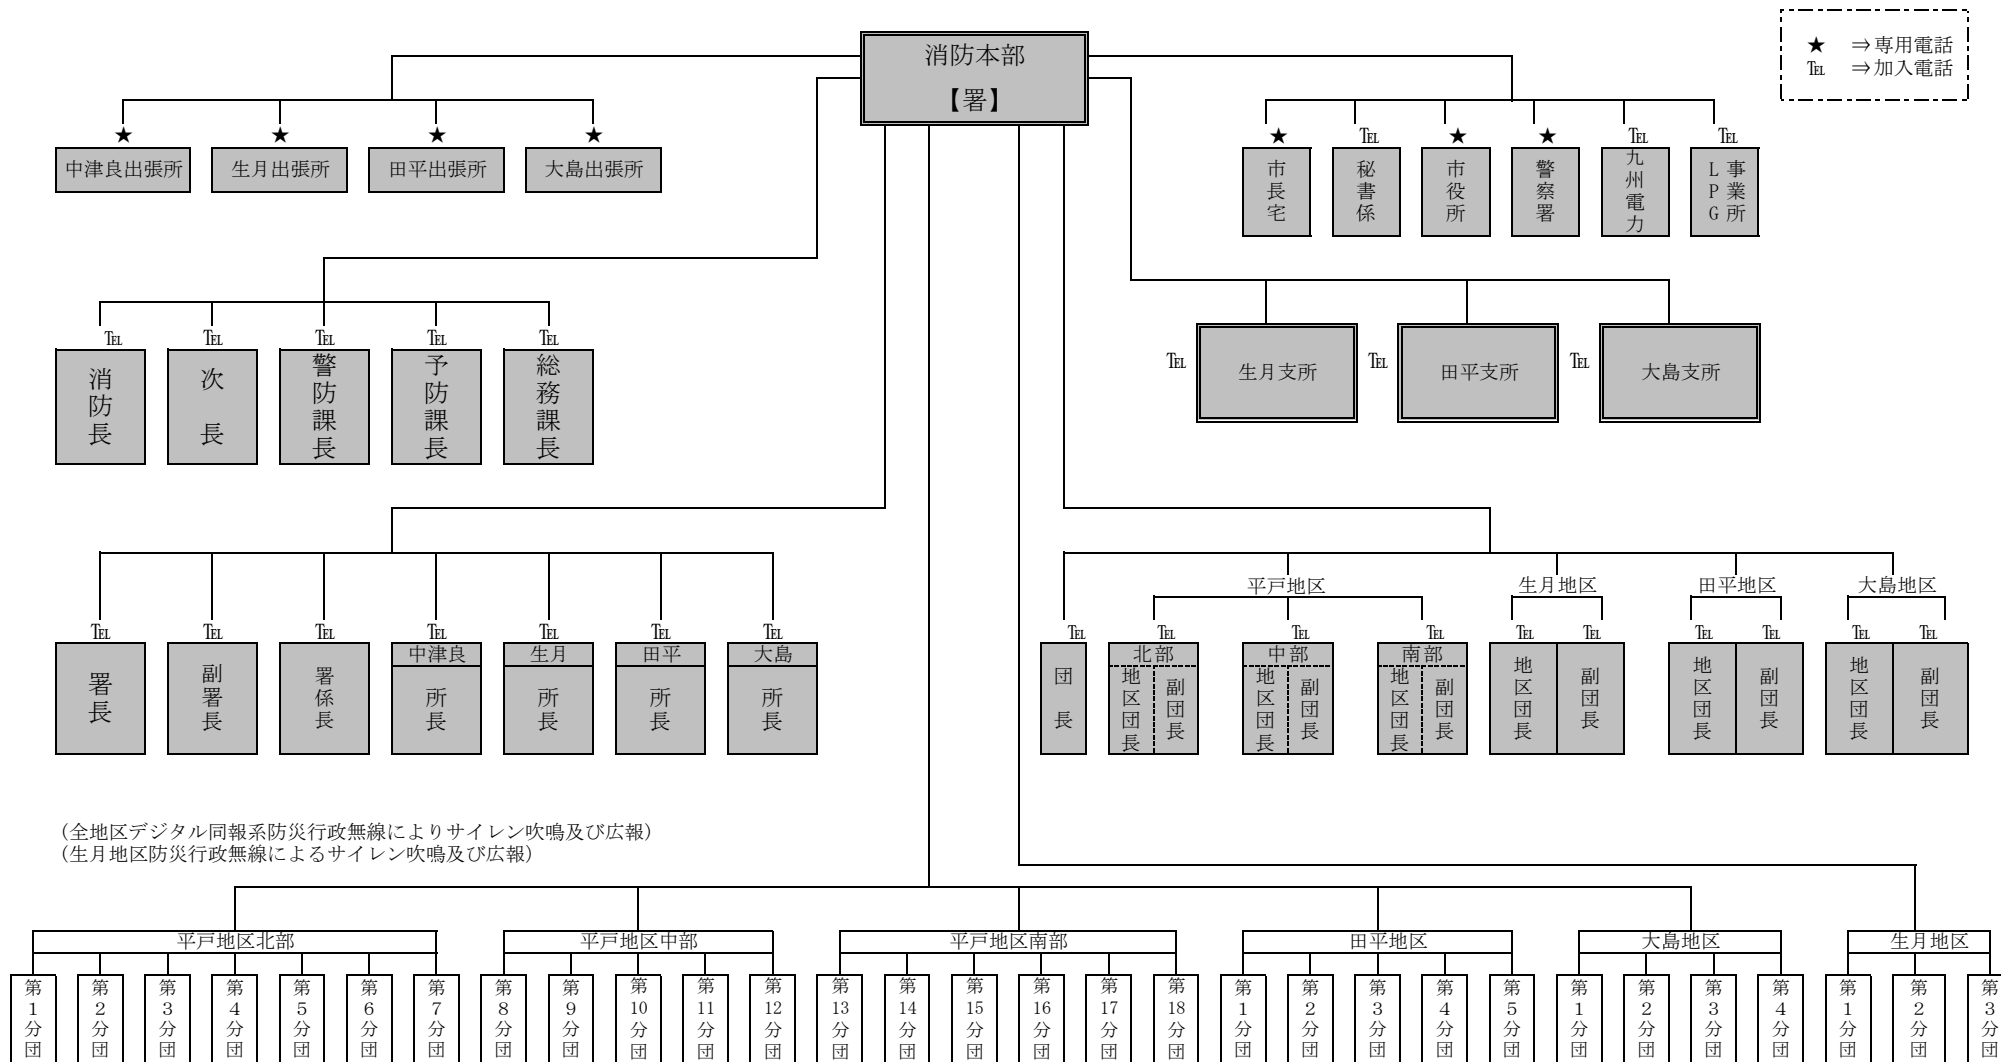 消防本部
【署】
★ ⇒専用電話
℡ ⇒加入電話
★ ★ ★ ★
中津良出張所 生月出張所 田平出張所 大島出張所
★ ℡ ★ ★ ℡ ℡
市長宅 秘書係 市役所 警察署 九州電力 LPG事業所
℡ ℡ ℡ ℡ ℡
消防長 次長 警防課長 予防課長 総務課長
℡ 生月支所 ℡ 田平支所 ℡ 大島支所
℡ ℡ ℡ ℡ ℡ ℡ ℡
中津良 生月 田平 大島
署長 副署長 署係長 所長 所長 所長 所長
平戸地区 生月地区 田平地区 大島地区
℡ ℡ ℡ ℡ ℡ ℡ ℡ ℡ ℡ ℡
北部 中部 南部
団長 地区団長 副団長 地区団長 副団長 地区団長 副団長 地区団長 副団長 地区団長 副団長 地区団長 副団長
(全地区デジタル同報系防災行政無線によりサイレン吹鳴及び広報)
(生月地区防災行政無線によるサイレン吹鳴及び広報)
平戸地区北部 平戸地区中部 平戸地区南部 田平地区 大島地区 生月地区
第1分団 第2分団 第3分団 第4分団 第5分団 第6分団 第7分団 第8分団 第9分団 第10分団 第11分団 第12分団 第13分団 第14分団 第15分団 第16分団 第17分団 第18分団 第1分団 第2分団 第3分団 第4分団 第5分団 第1分団 第2分団 第3分団 第4分団 第1分団 第2分団 第3分団